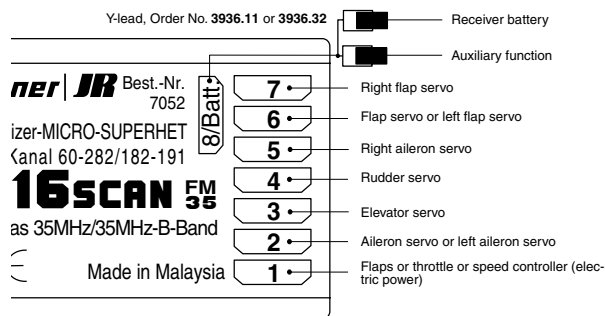 Y-lead, Order No. 3936.11 or 3936.32
Receiver battery
Auxiliary function
JR Best.-Nr.
7052
8/Batt.
7 Right flap servo
6 Flap servo or left flap servo
izer-MICRO-SUPERHET
5 Right aileron servo
Kanal 60-282/182-191
4 Rudder servo
16SCAN FM
35
3 Elevator servo
as 35MHz/35MHz-B-Band
2 Aileron servo or left aileron servo
Made in Malaysia
1 Flaps or throttle or speed controller (elec-
tric power)